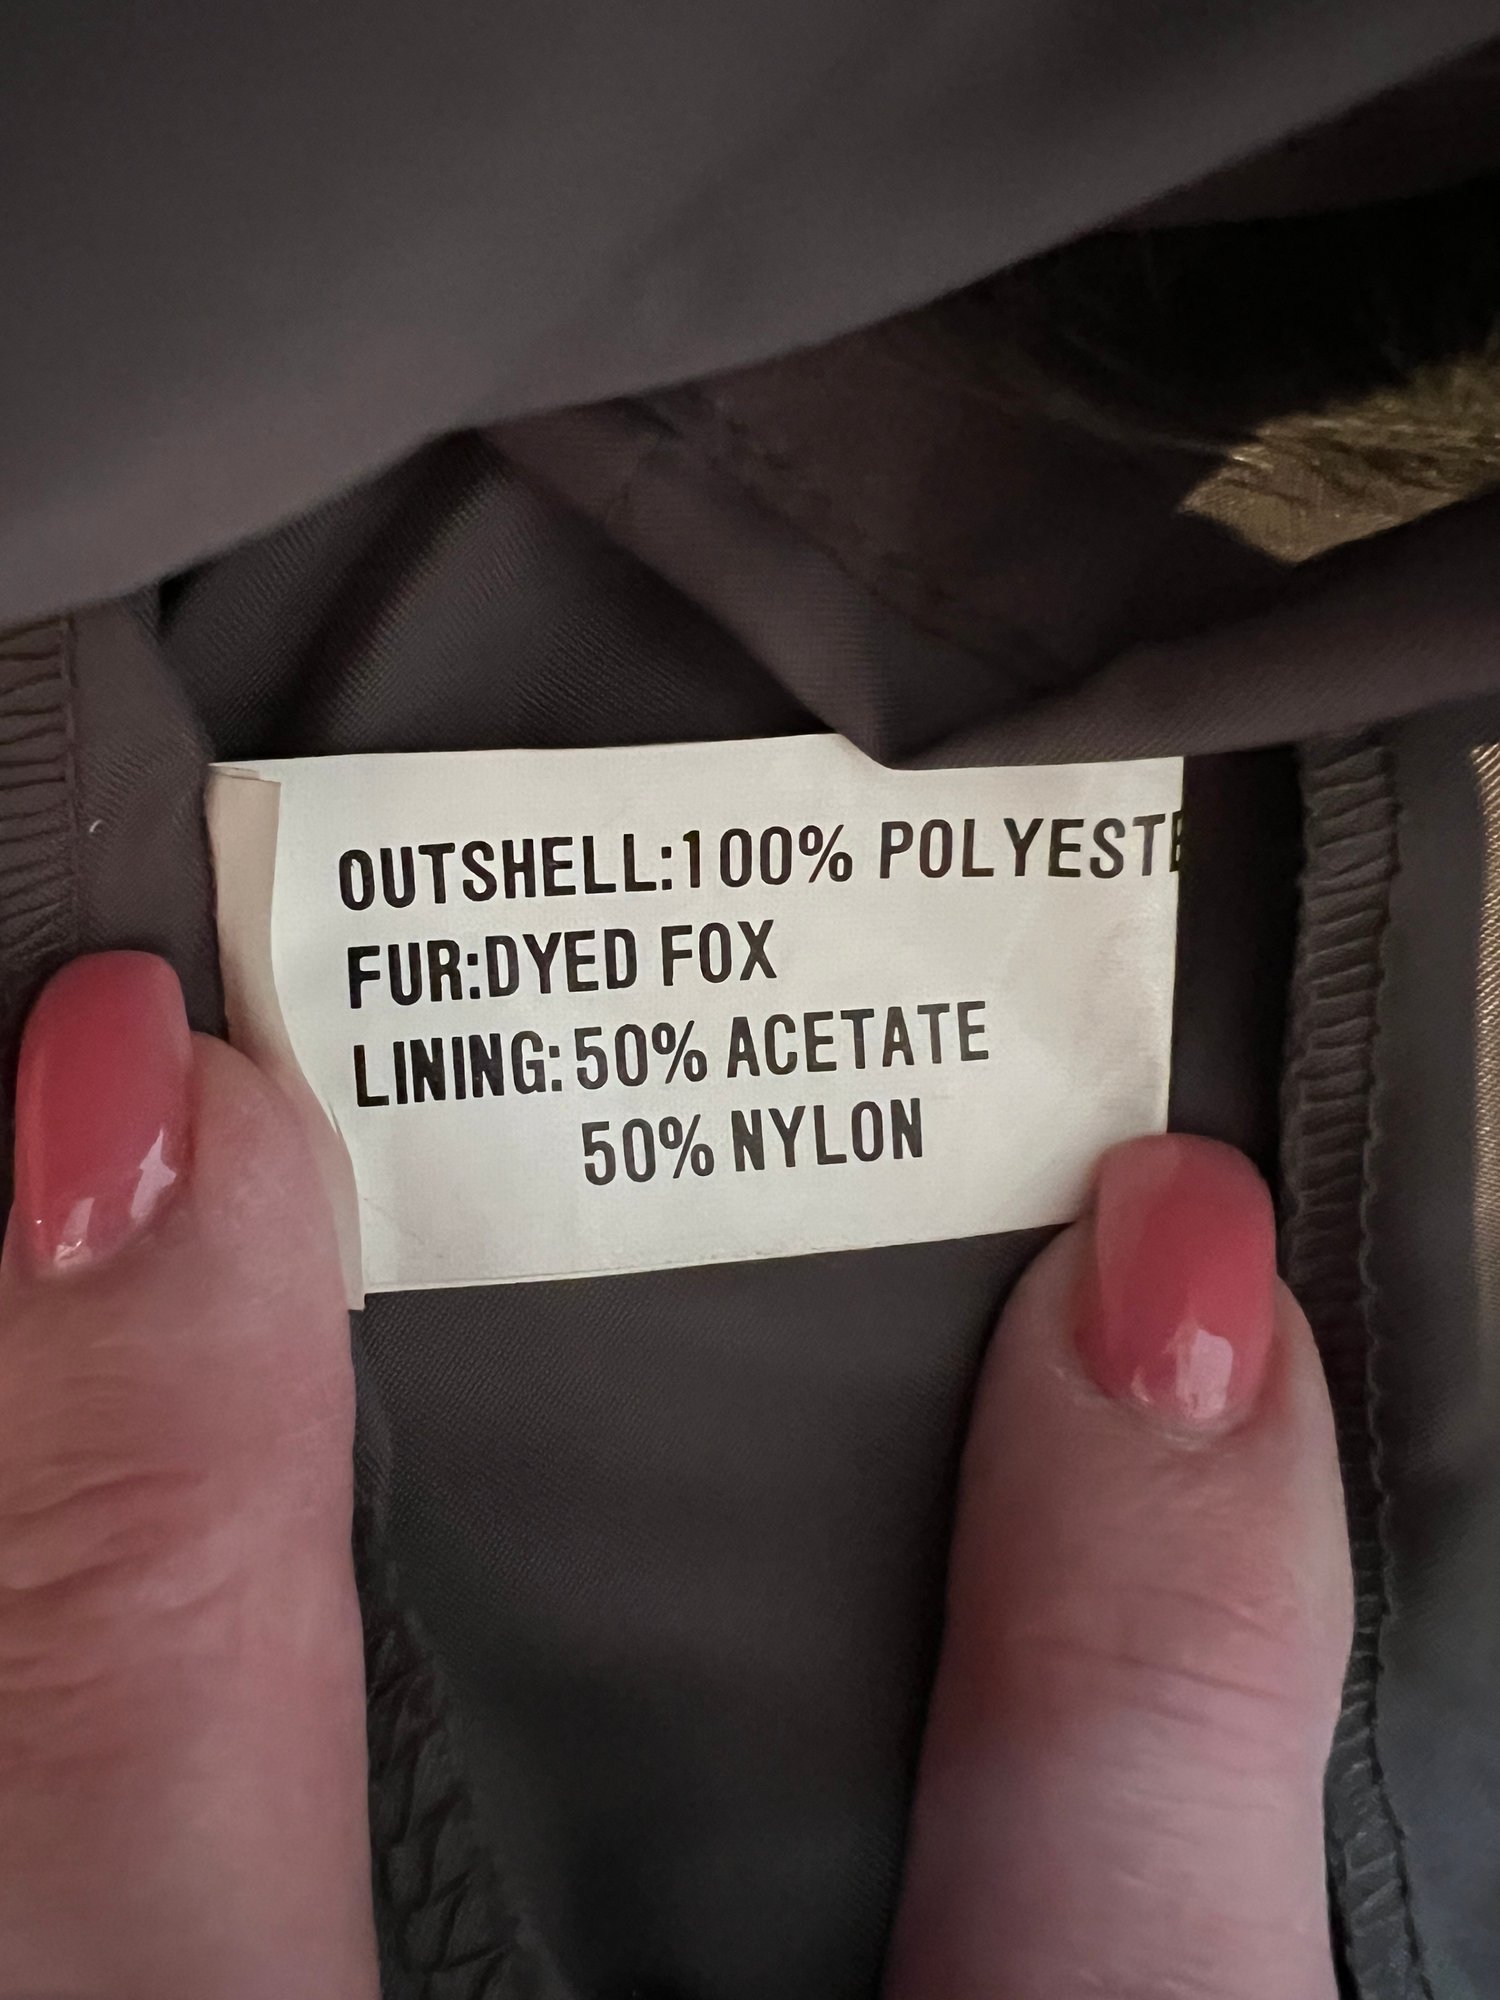 OUTSHELL:100% POLYESTE
FUR:DYED FOX
LINING:50% ACETATE
50% NYLON